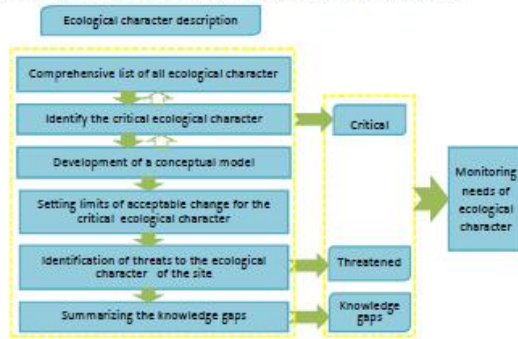 Ecological character description
Comprehensive list of all ecological character
Identify the critical ecological character
Development of a conceptual model
Setting limits of acceptable change for the
critical ecological character
Identification of threats to the ecological
character of the site
Summarizing the knowledge gaps
Critical
Threatened
Knowledge
gaps
Monitoring
needs of
ecological
character